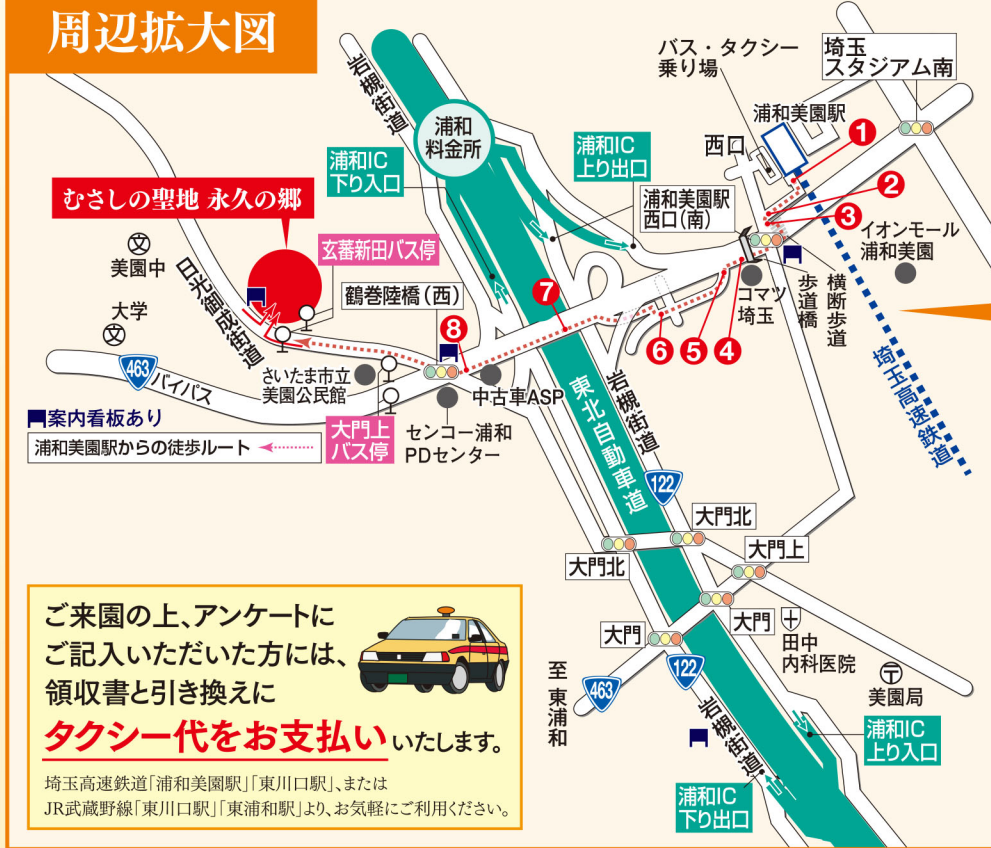 周辺拡大図
岩槻街道
浦和
料金所
浦和IC
下り入口
浦和IC
上り出口
バス・タクシー
乗り場
埼玉
スタジアム南
浦和美園駅
西口
1
2
3
浦和美園駅
西口(南)
イオンモール
浦和美園
コマツ
埼玉
歩道橋
横断歩道
埼玉高速鉄道
むさしの聖地 永久の郷
文
美園中
玄蕃新田バス停
日光御成街道
大学
文
鶴巻陸橋(西)
7
8
6
5
4
463
バイパス
さいたま市立
美園公民館
中古車ASP
大門上
バス停
センコー浦和
PDセンター
案内看板あり
浦和美園駅からの徒歩ルート
東北自動車道
岩槻街道
122
大門北
大門北
大門上
大門
大門
田中
内科医院
〒
美園局
463
至 東浦和
122
岩槻街道
浦和IC
上り入口
浦和IC
下り出口
ご来園の上、アンケートに
ご記入いただいた方には、
領収書と引き換えに
タクシー代をお支払いいたします。
埼玉高速鉄道「浦和美園駅」「東川口駅」、または
JR武蔵野線「東川口駅」「東浦和駅」より、お気軽にご利用ください。